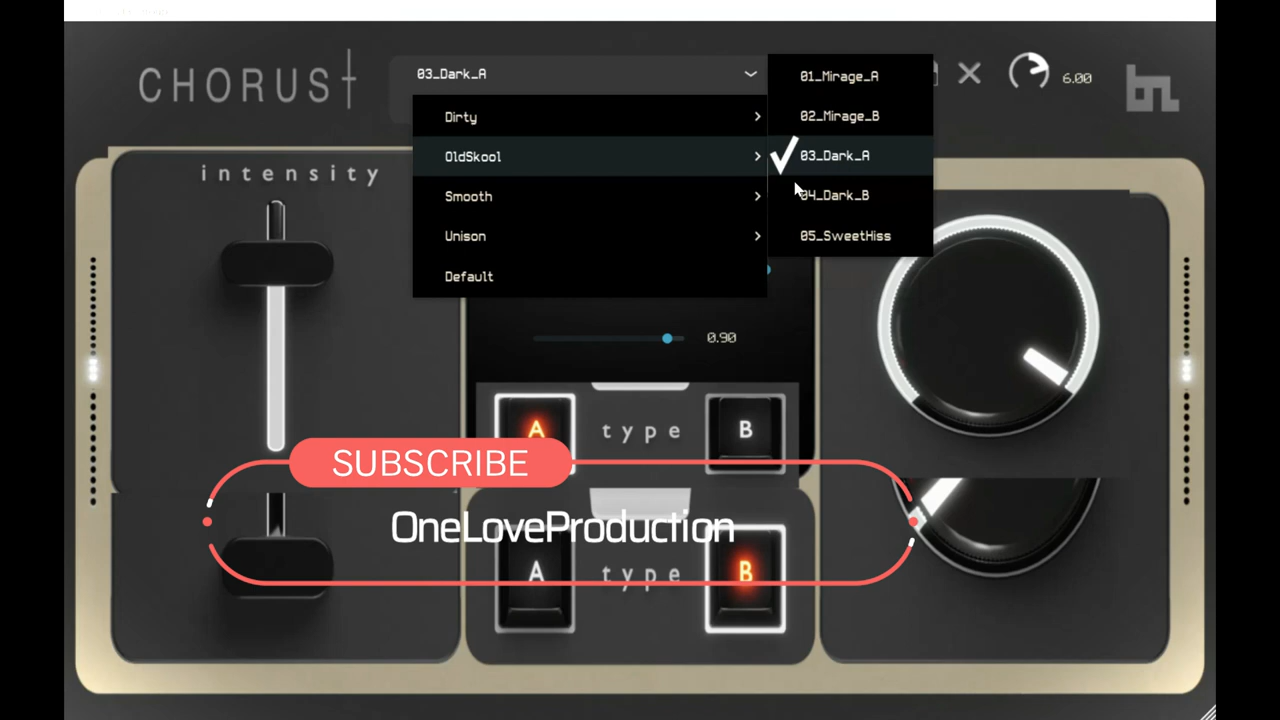 CHORUS
03_Dark_A
6.00
01_Mirage_A
02_Mirage_B
03_Dark_A
04_Dark_B
05_SweetHiss
Dirty
OldSkool
Smooth
Unison
Default
intensity
0.90
A type B
SUBSCRIBE
OneLoveProduction
A type B